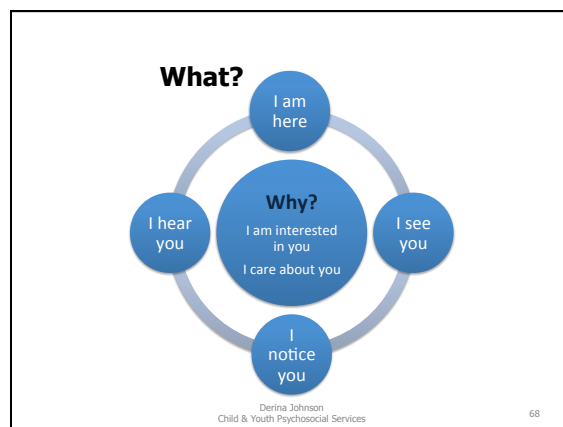 What?
I am
here
I hear
you
Why?
I am interested
in you
I care about you
I see
you
I
notice
you
Derina Johnson
Child & Youth Psychosocial Services
68